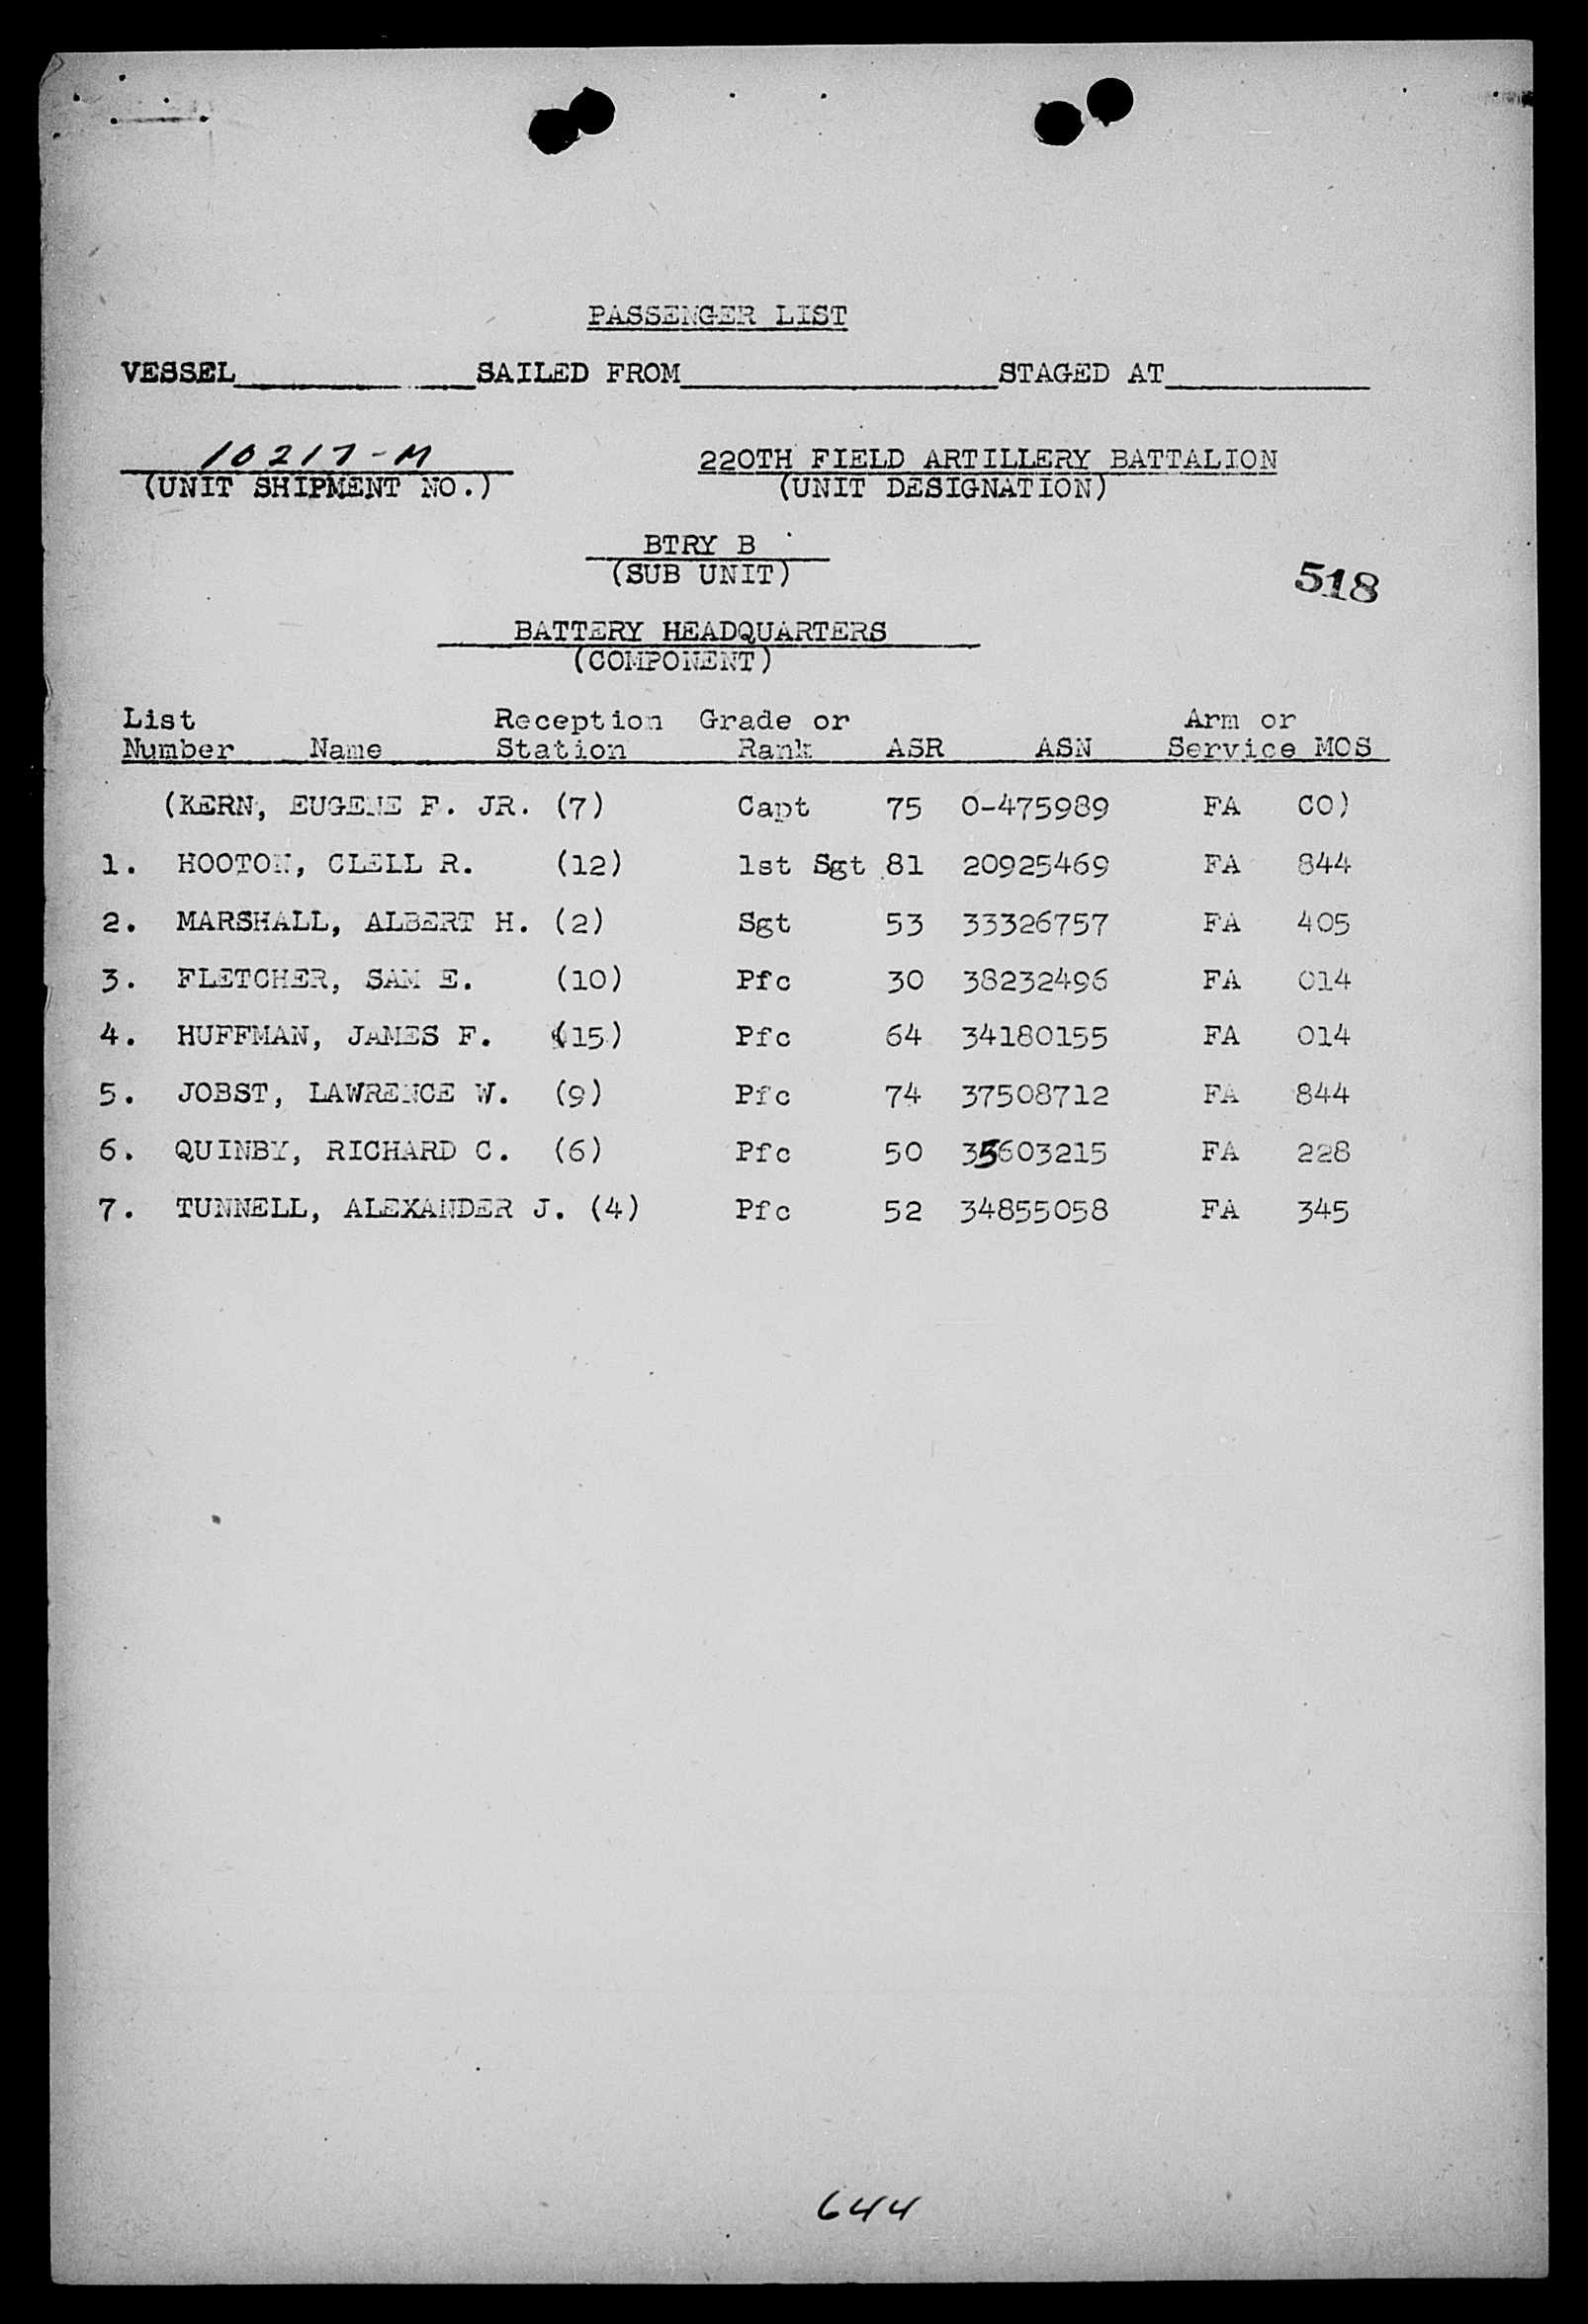 PASSENGER LIST
VESSEL SAILED FROM STAGED AT
10217-M 220TH FIELD ARTILLERY BATTALION
(UNIT SHIPMENT NO.) (UNIT DESIGNATION)
BTRY B
(SUB UNIT)
518
BATTERY HEADQUARTERS
(COMPONENT)
List Reception Grade or Arm or
Number Name Station Rank ASR ASN Service MOS
(KERN, EUGENE F. JR. (7) Capt 75 O-475989 FA CO)
1. HOOTON, CLELL R. (12) 1st Sgt 81 20925469 FA 844
2. MARSHALL, ALBERT H. (2) Sgt 53 33326757 FA 405
3. FLETCHER, SAM E. (10) Pfc 30 38232496 FA 014
4. HUFFMAN, JAMES F. (15) Pfc 64 34180155 FA 014
5. JOBST, LAWRENCE W. (9) Pfc 74 37508712 FA 844
6. QUINBY, RICHARD C. (6) Pfc 50 35603215 FA 228
7. TUNNELL, ALEXANDER J. (4) Pfc 52 34855058 FA 345
644